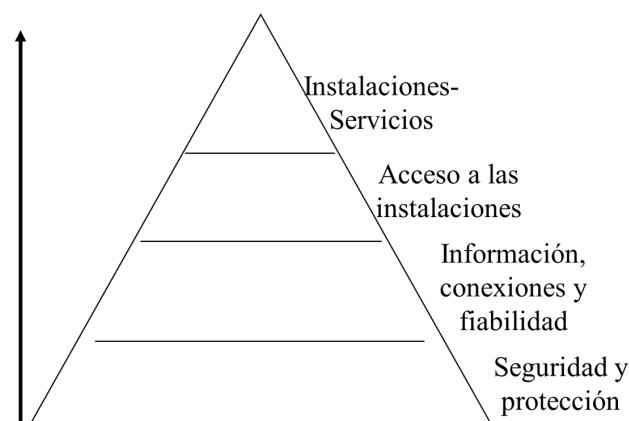 Instalaciones-
Servicios
Acceso a las
instalaciones
Información,
conexiones y
fiabilidad
Seguridad y
protección